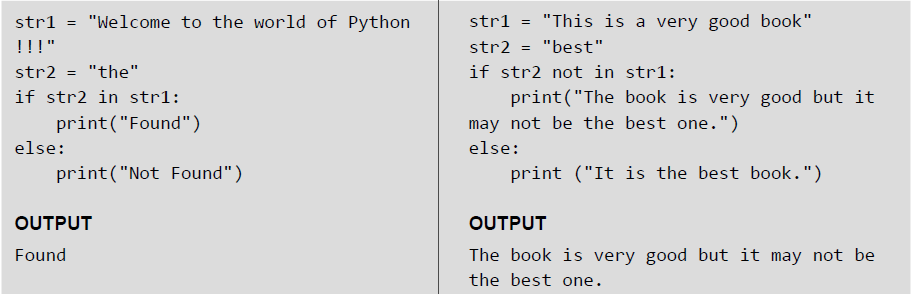 str1 = "Welcome to the world of Python
!!!"
str2 = "the"
if str2 in str1:
    print("Found")
else:
    print("Not Found")
OUTPUT
Found
str1 = "This is a very good book"
str2 = "best"
if str2 not in str1:
    print("The book is very good but it
may not be the best one.")
else:
    print ("It is the best book.")
OUTPUT
The book is very good but it may not be
the best one.